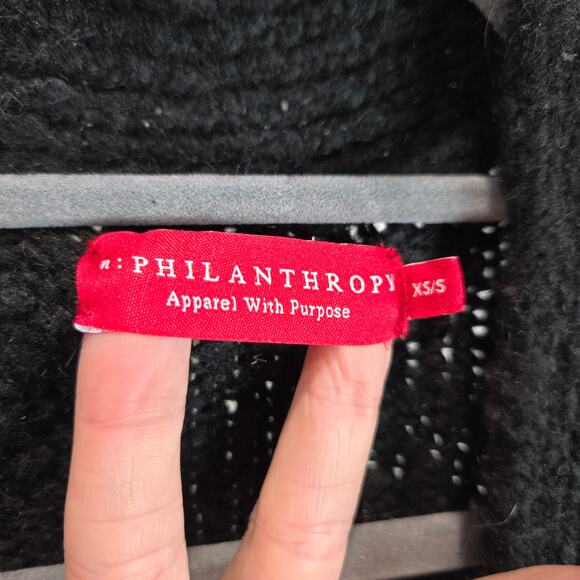 n: PHILANTHROPY
Apparel With Purpose
XS/S